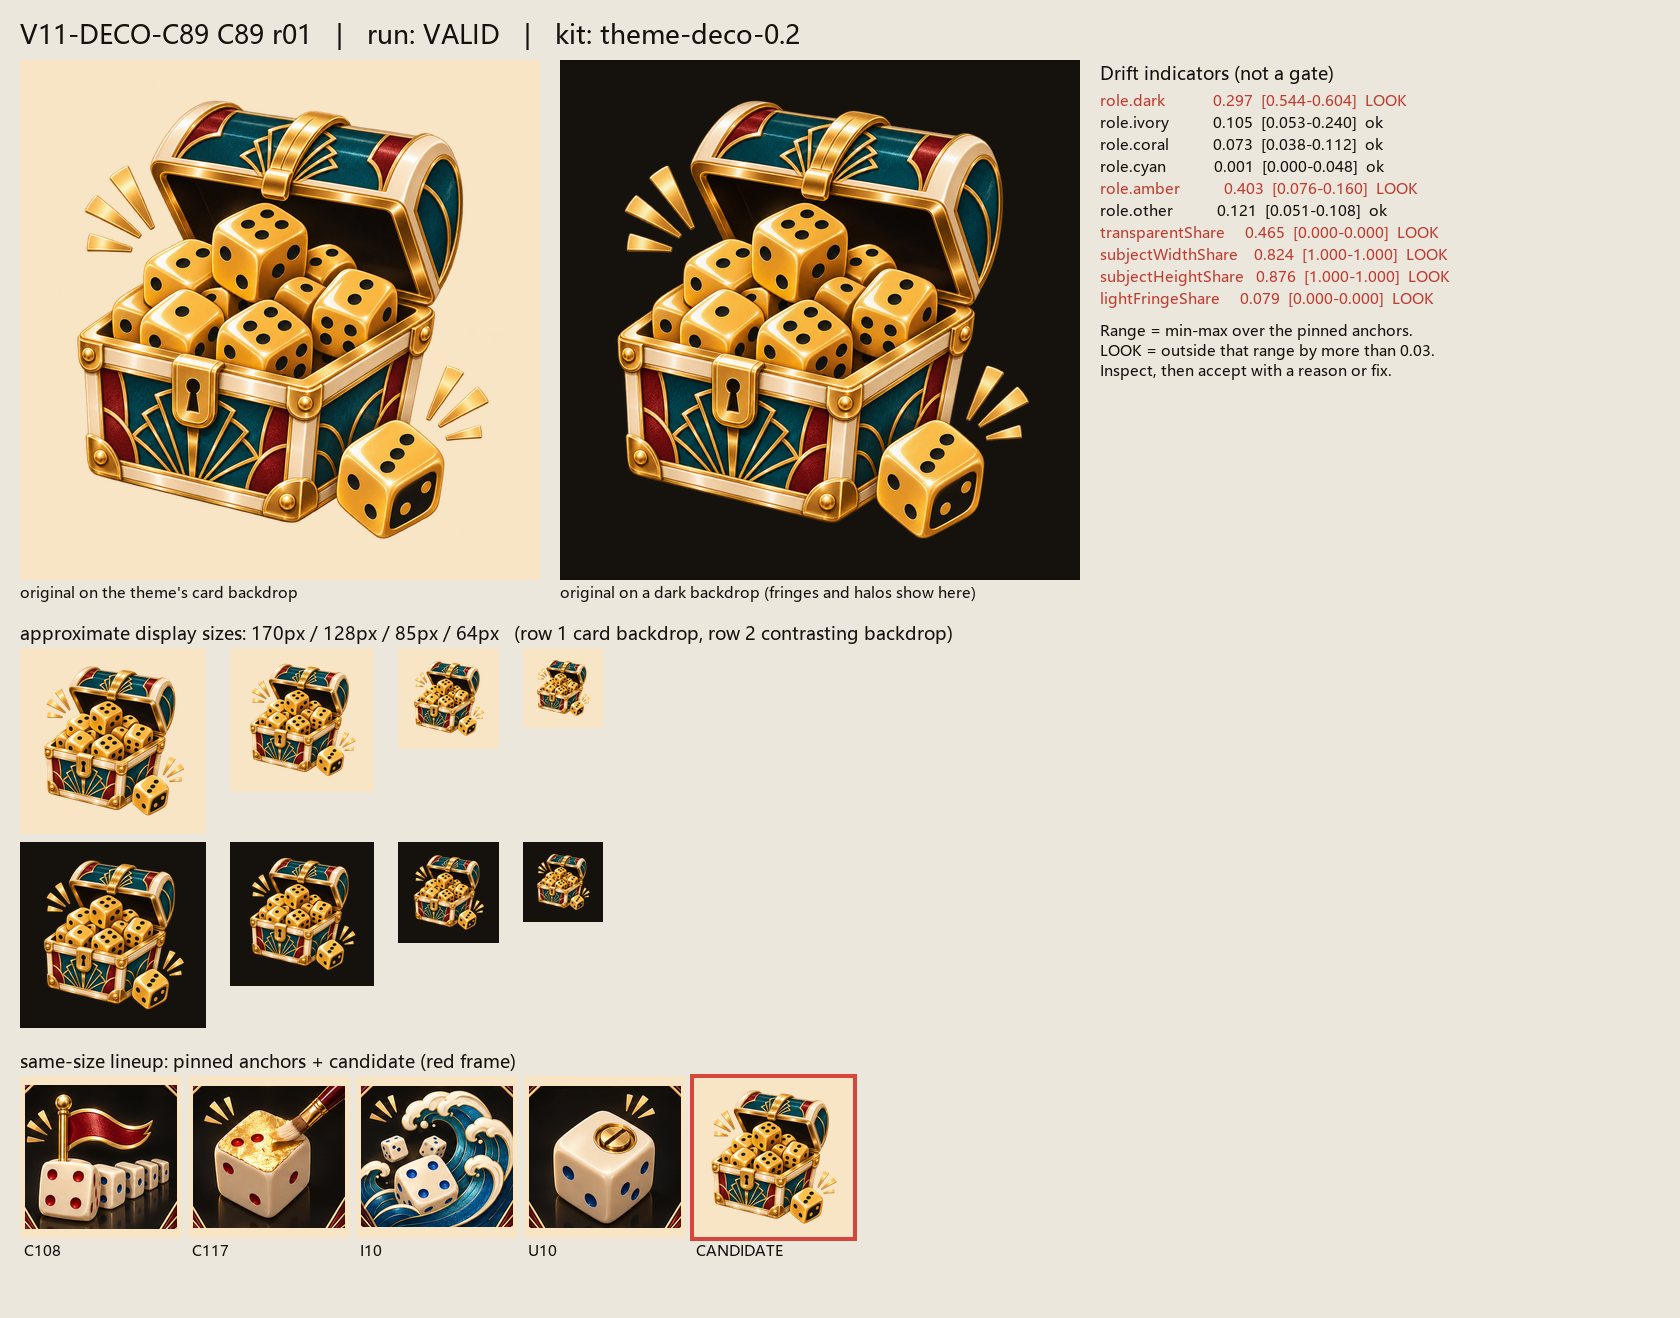 V11-DECO-C89 C89 r01 | run: VALID | kit: theme-deco-0.2
Drift indicators (not a gate)
role.dark 0.297 [0.544-0.604] LOOK
role.ivory 0.105 [0.053-0.240] ok
role.coral 0.073 [0.038-0.112] ok
role.cyan 0.001 [0.000-0.048] ok
role.amber 0.403 [0.076-0.160] LOOK
role.other 0.121 [0.051-0.108] ok
transparentShare 0.465 [0.000-0.000] LOOK
subjectWidthShare 0.824 [1.000-1.000] LOOK
subjectHeightShare 0.876 [1.000-1.000] LOOK
lightFringeShare 0.079 [0.000-0.000] LOOK
Range = min-max over the pinned anchors.
LOOK = outside that range by more than 0.03.
Inspect, then accept with a reason or fix.
original on the theme's card backdrop
original on a dark backdrop (fringes and halos show here)
approximate display sizes: 170px / 128px / 85px / 64px (row 1 card backdrop, row 2 contrasting backdrop)
same-size lineup: pinned anchors + candidate (red frame)
C108
C117
I10
U10
CANDIDATE